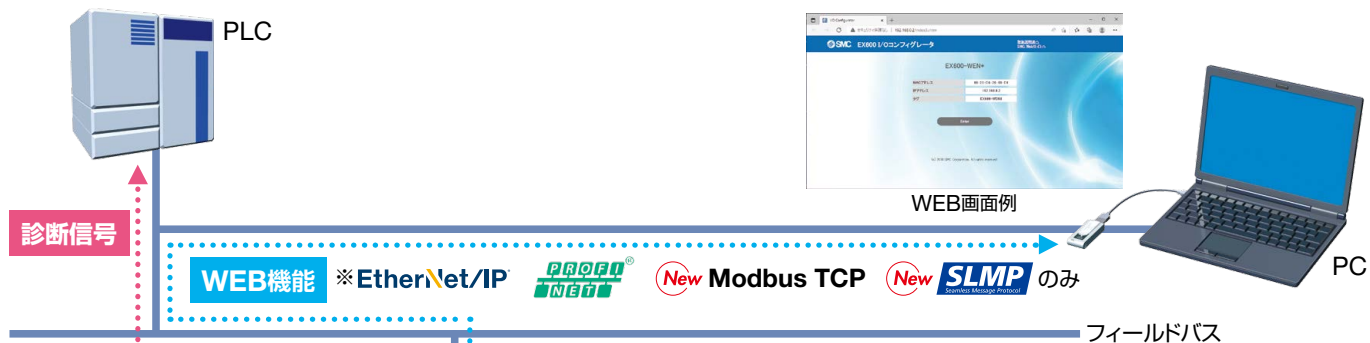 PLC
SMC EX600 I/Oコンフィグレータ
EX600-WEN*
WEB画面例
診断信号
WEB機能 ※EtherNet/IP PROFI NET® New Modbus TCP New SLMP Seamless Message Protocol のみ
PC
フィールドバス